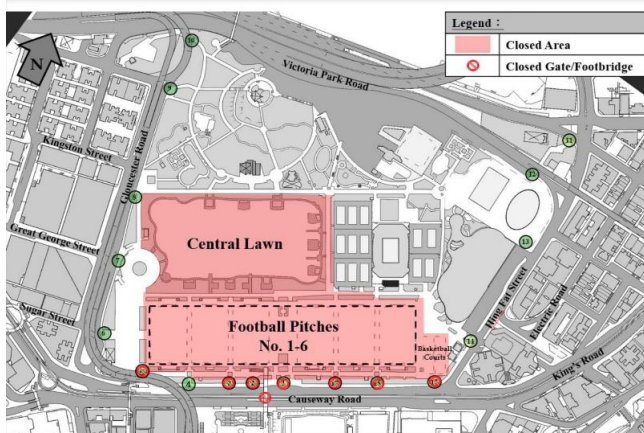 Legend :
Closed Area
Closed Gate/Footbridge
N
Victoria Park Road
10
9
Kingston Street
Gloucester Road
11
12
8
Great George Street
Central Lawn
13
7
Hing Fat Street
Electric Road
Sugar Street
6
Football Pitches
No. 1-6
Basketball
Courts
14
King's Road
4
Causeway Road